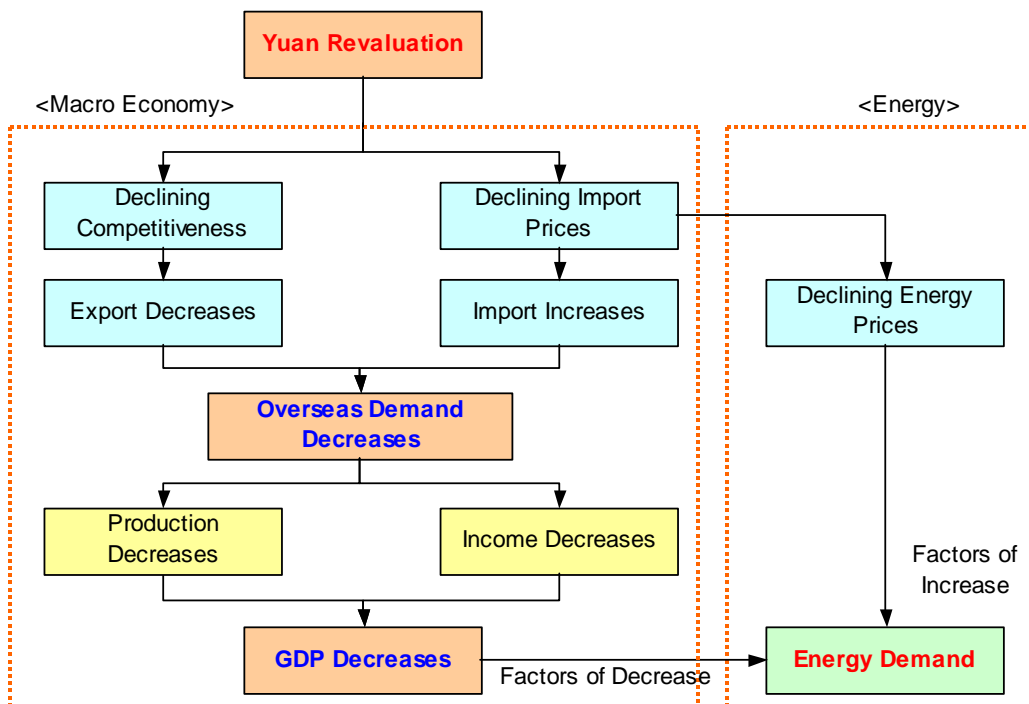 Yuan Revaluation
<Macro Economy>
<Energy>
Declining
Competitiveness
Declining Import
Prices
Export Decreases
Import Increases
Declining Energy
Prices
Overseas Demand
Decreases
Production
Decreases
Income Decreases
Factors of
Increase
GDP Decreases
Factors of Decrease
Energy Demand